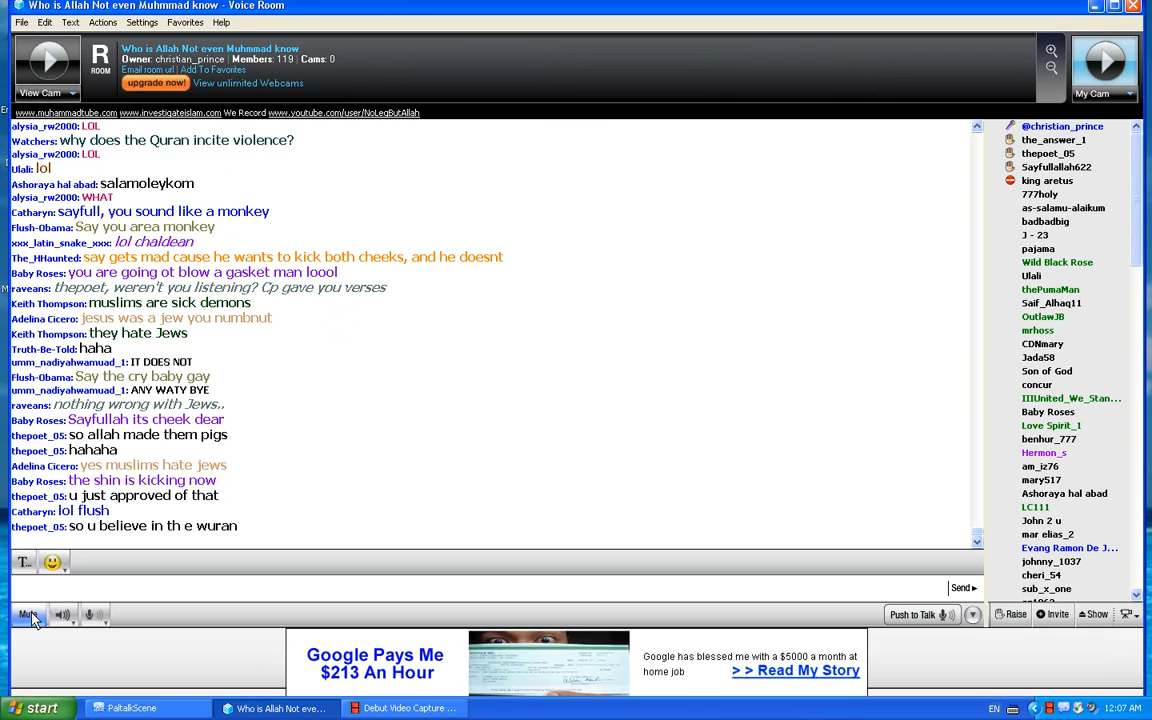 Who is Allah Not even Muhmmad know - Voice Room
File Edit Text Actions Settings Favorites Help
View Cam
R
ROOM
Who is Allah Not even Muhmmad know
Owner: christian_prince | Members: 119 | Cams: 0
Email room url | Add To Favorites
upgrade now! View unlimited Webcams
My Cam
www.muhammadtube.com www.investigateislam.com We Record www.youtube.com/user/NoLegButAllah
alysia_rw2000: LOL
Watchers: why does the Quran incite violence?
alysia_rw2000: LOL
Ulali: lol
Ashoraya hal abad: salamoleykom
alysia_rw2000: WHAT
Catharyn: sayfull, you sound like a monkey
Flush-Obama: Say you area monkey
xxx_latin_snake_xxx: lol chaldean
The_HHaunted: say gets mad cause he wants to kick both cheeks, and he doesnt
Baby Roses: you are going ot blow a gasket man loool
raveans: thepoet, weren't you listening? Cp gave you verses
Keith Thompson: muslims are sick demons
Adelina Cicero: jesus was a jew you numbnut
Keith Thompson: they hate Jews
Truth-Be-Told: haha
umm_nadiyahwamuad_1: IT DOES NOT
Flush-Obama: Say the cry baby gay
umm_nadiyahwamuad_1: ANY WATY BYE
raveans: nothing wrong with Jews..
Baby Roses: Sayfullah its cheek dear
thepoet_05: so allah made them pigs
thepoet_05: hahaha
Adelina Cicero: yes muslims hate jews
Baby Roses: the shin is kicking now
thepoet_05: u just approved of that
Catharyn: lol flush
thepoet_05: so u believe in th e wuran
@christian_prince
the_answer_1
thepoet_05
Sayfullallah622
king aretus
777holy
as-salamu-alaikum
badbadbig
J - 23
pajama
Wild Black Rose
Ulali
thePumaMan
Saif_Alhaq11
OutlawJB
mrhoss
CDNmary
Jada58
Son of God
concur
IIIUnited_We_Stan...
Baby Roses
Love Spirit_1
benhur_777
Hermon_s
am_iz76
mary517
Ashoraya hal abad
LC111
John 2 u
mar elias_2
Evang Ramon De J...
johnny_1037
cheri_54
sub_x_one
T...
Send
Mute
Push to Talk
Raise Invite Show
Google Pays Me
$213 An Hour
Google has blessed me with a $5000 a month at
home job
> > Read My Story
start PaltalkScene Who is Allah Not eve... Debut Video Capture ... EN 12:07 AM